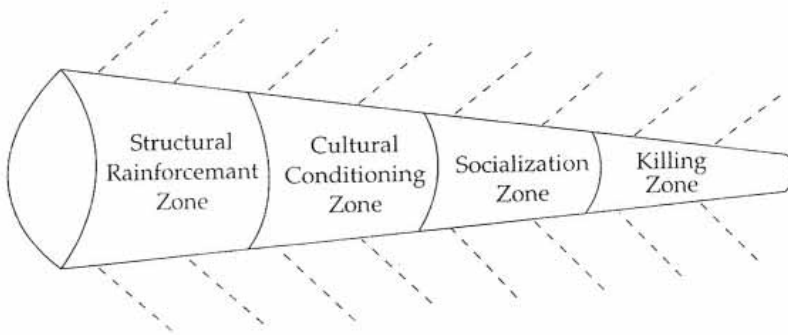 Structural
Rainforcemant
Zone
Cultural
Conditioning
Zone
Socialization
Zone
Killing
Zone